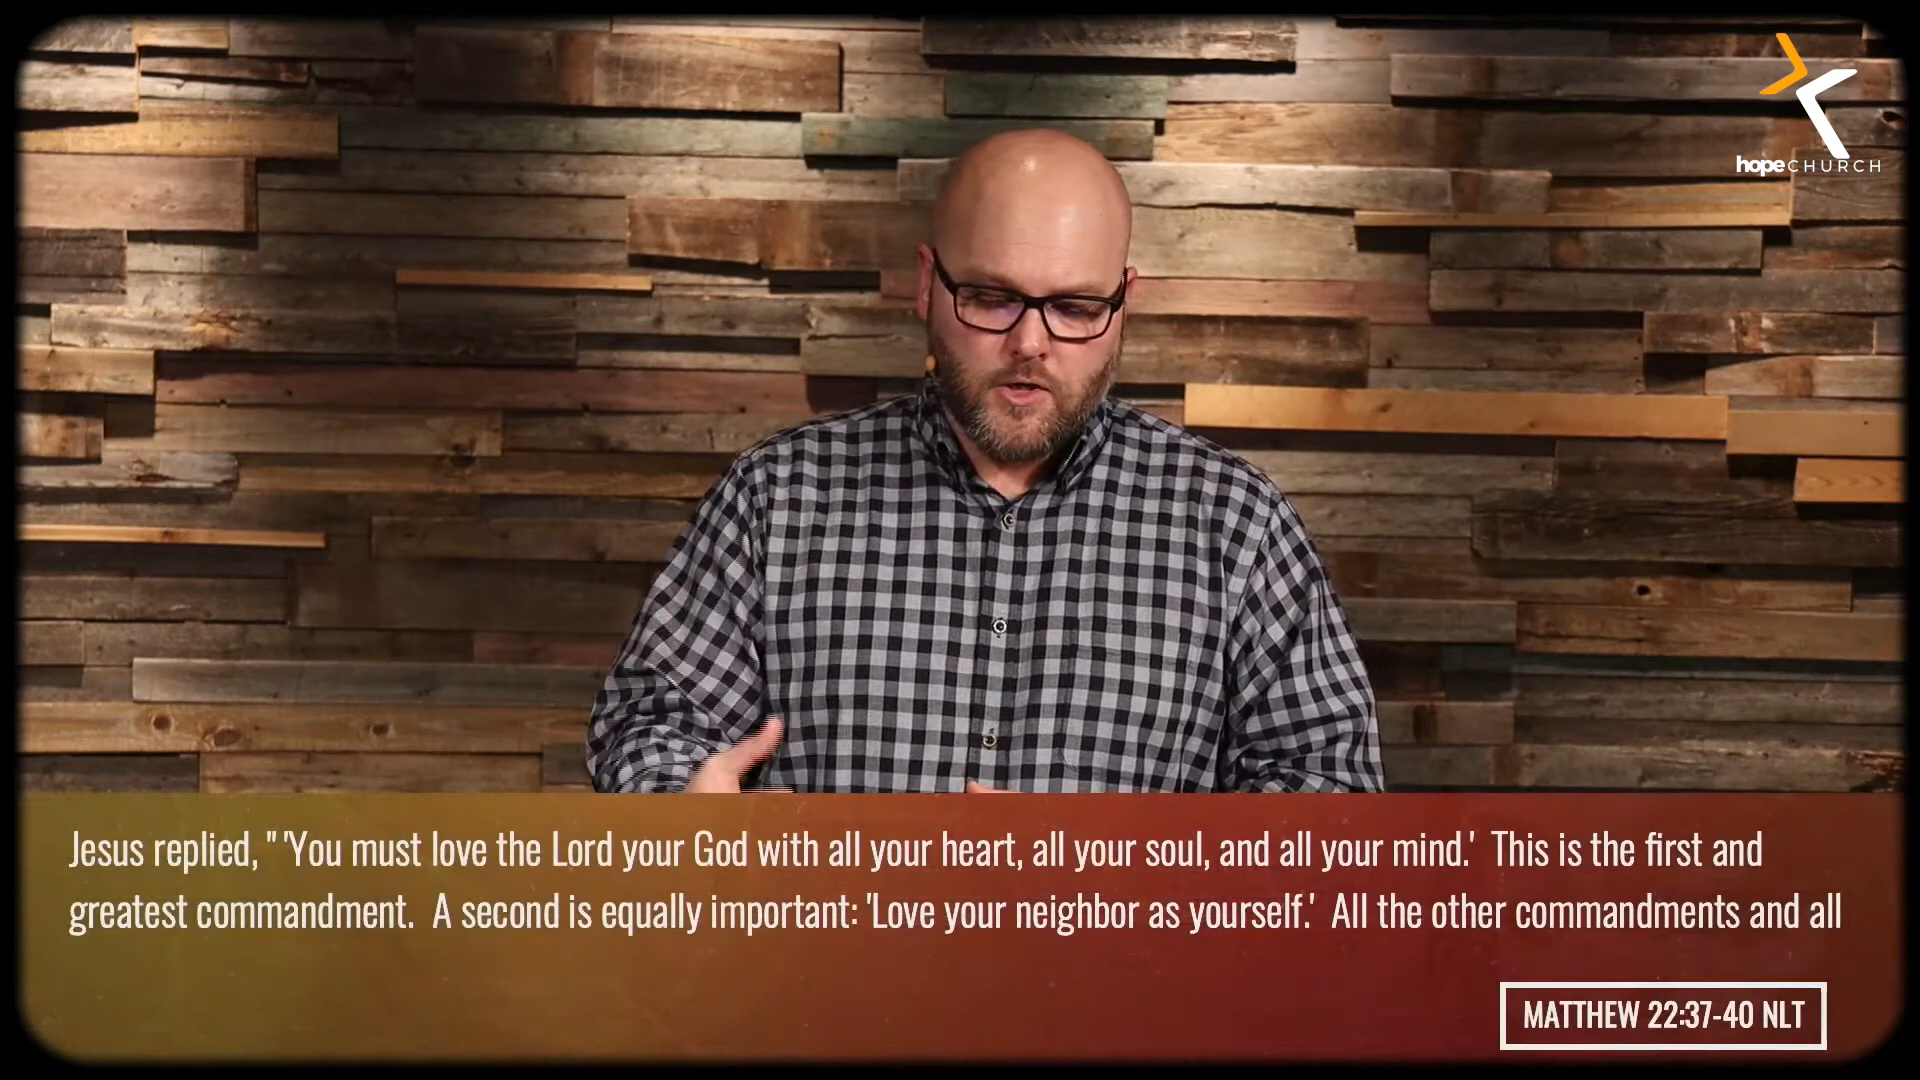 hopeCHURCH
Jesus replied, " 'You must love the Lord your God with all your heart, all your soul, and all your mind.'  This is the first and
greatest commandment.  A second is equally important: 'Love your neighbor as yourself.'  All the other commandments and all
MATTHEW 22:37-40 NLT